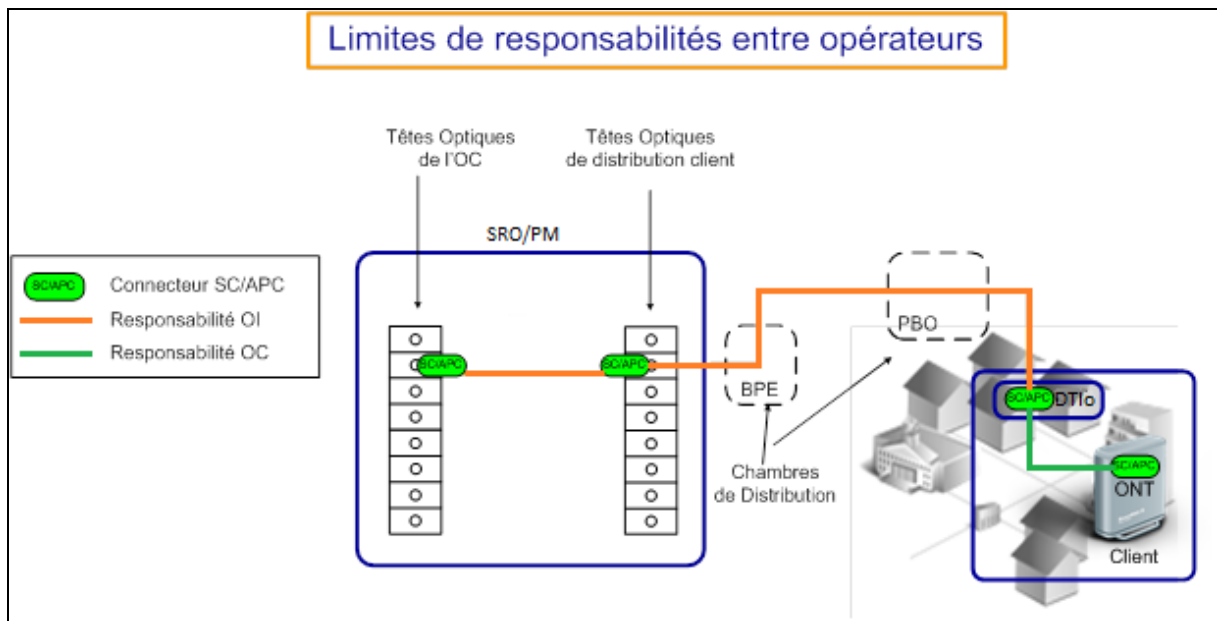 Limites de responsabilités entre opérateurs
Têtes Optiques
de l'OC
Têtes Optiques
de distribution client
SRO/PM
SC/APC
Connecteur SC/APC
Responsabilité OI
Responsabilité OC
SC/APC
SC/APC
BPE
PBO
SC/APC
DTIo
SC/APC
ONT
Client
Chambres
de Distribution